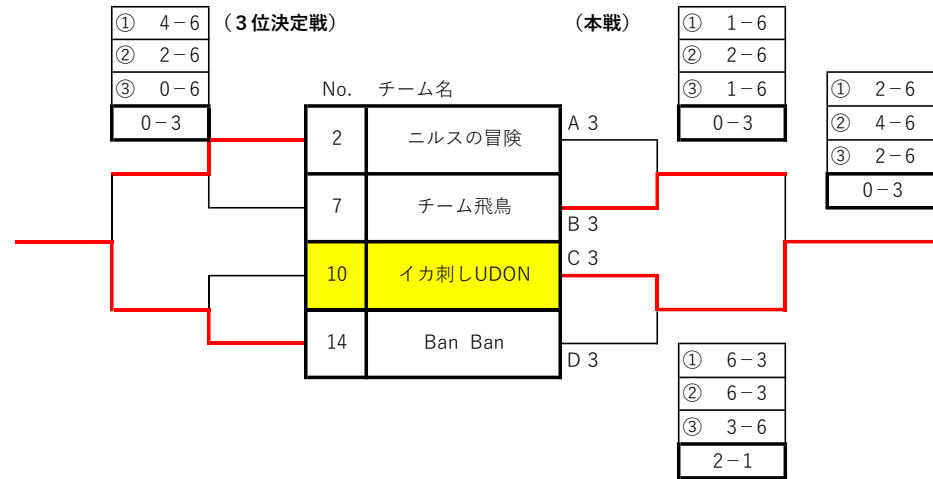 ① 4－6
② 2－6
③ 0－6
0－3
（３位決定戦）
（本戦）
① 1－6
② 2－6
③ 1－6
0－3
① 2－6
② 4－6
③ 2－6
0－3
No. チーム名
2 ニルスの冒険 A 3
7 チーム飛鳥 B 3
10 イカ刺しUDON C 3
14 Ban Ban D 3
① 6－3
② 6－3
③ 3－6
2－1